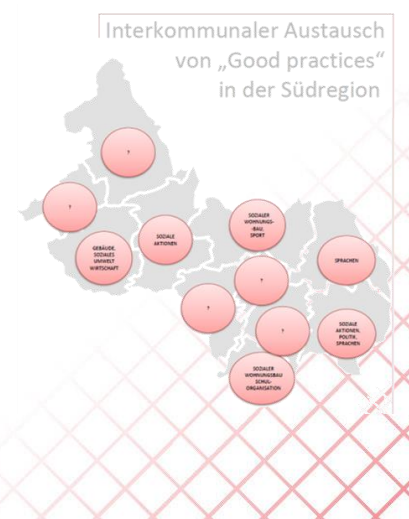 Interkommunaler Austausch
von „Good practices“
in der Südregion
?
?
GEBÄUDE,
SOZIALES
UMWELT
WIRTSCHAFT
SOZIALE
AKTIONEN
SOZIALER
WOHNUNGS-
-BAU,
SPORT
SPRACHEN
?
?
?
SOZIALE
AKTIONEN,
POLITIK,
SPRACHEN
SOZIALER
WOHNUNGSBAU
SCHUL-
ORGANISATION